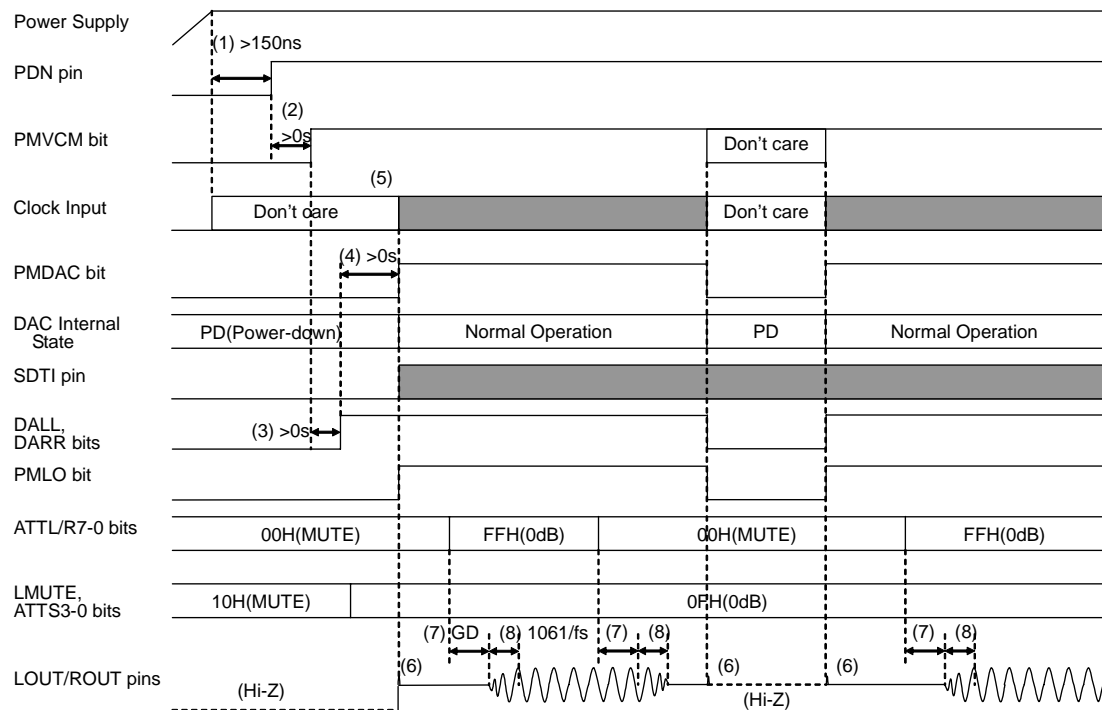 Power Supply
(1) >150ns
PDN pin
(2)
>0s
PMVCM bit
Don't care
(5)
Clock Input
Don't care
Don't care
(4) >0s
PMDAC bit
DAC Internal
State
PD(Power-down)
Normal Operation
PD
Normal Operation
SDTI pin
DALL,
DARR bits
(3) >0s
PMLO bit
ATTL/R7-0 bits
00H(MUTE)
FFH(0dB)
00H(MUTE)
FFH(0dB)
LMUTE,
ATTS3-0 bits
10H(MUTE)
0FH(0dB)
(7) GD
(8)
1061/fs
(7)
(8)
(7)
(8)
LOUT/ROUT pins
(6)
(6)
(6)
(Hi-Z)
(Hi-Z)